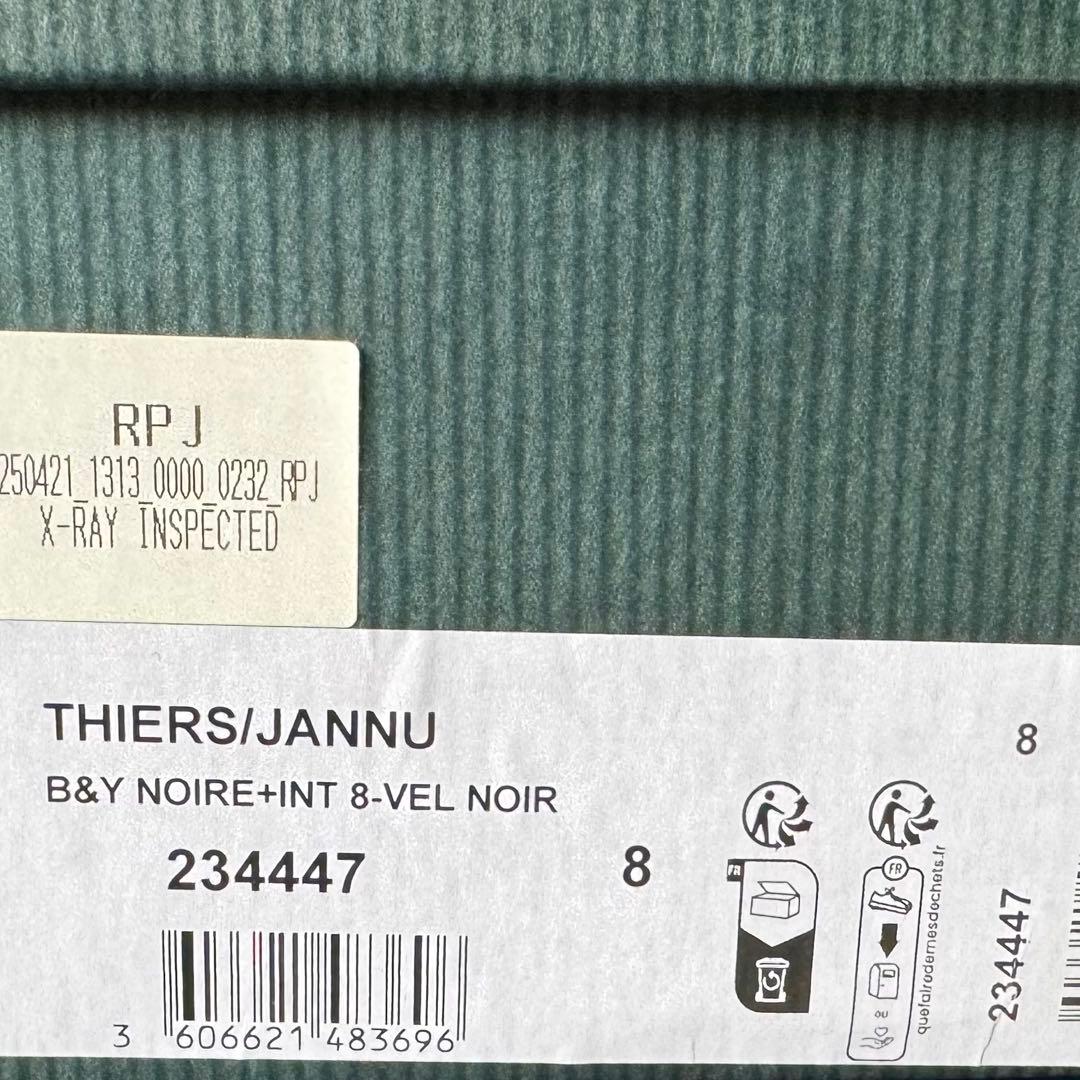 RPJ
250421_1313_0000_0232_RPJ
X-RAY INSPECTED
THIERS/JANNU
B&Y NOIRE+INT 8-VEL NOIR
234447
8
3 606621 483696
FR
FR
quefairedemesdechets.fr
8
234447